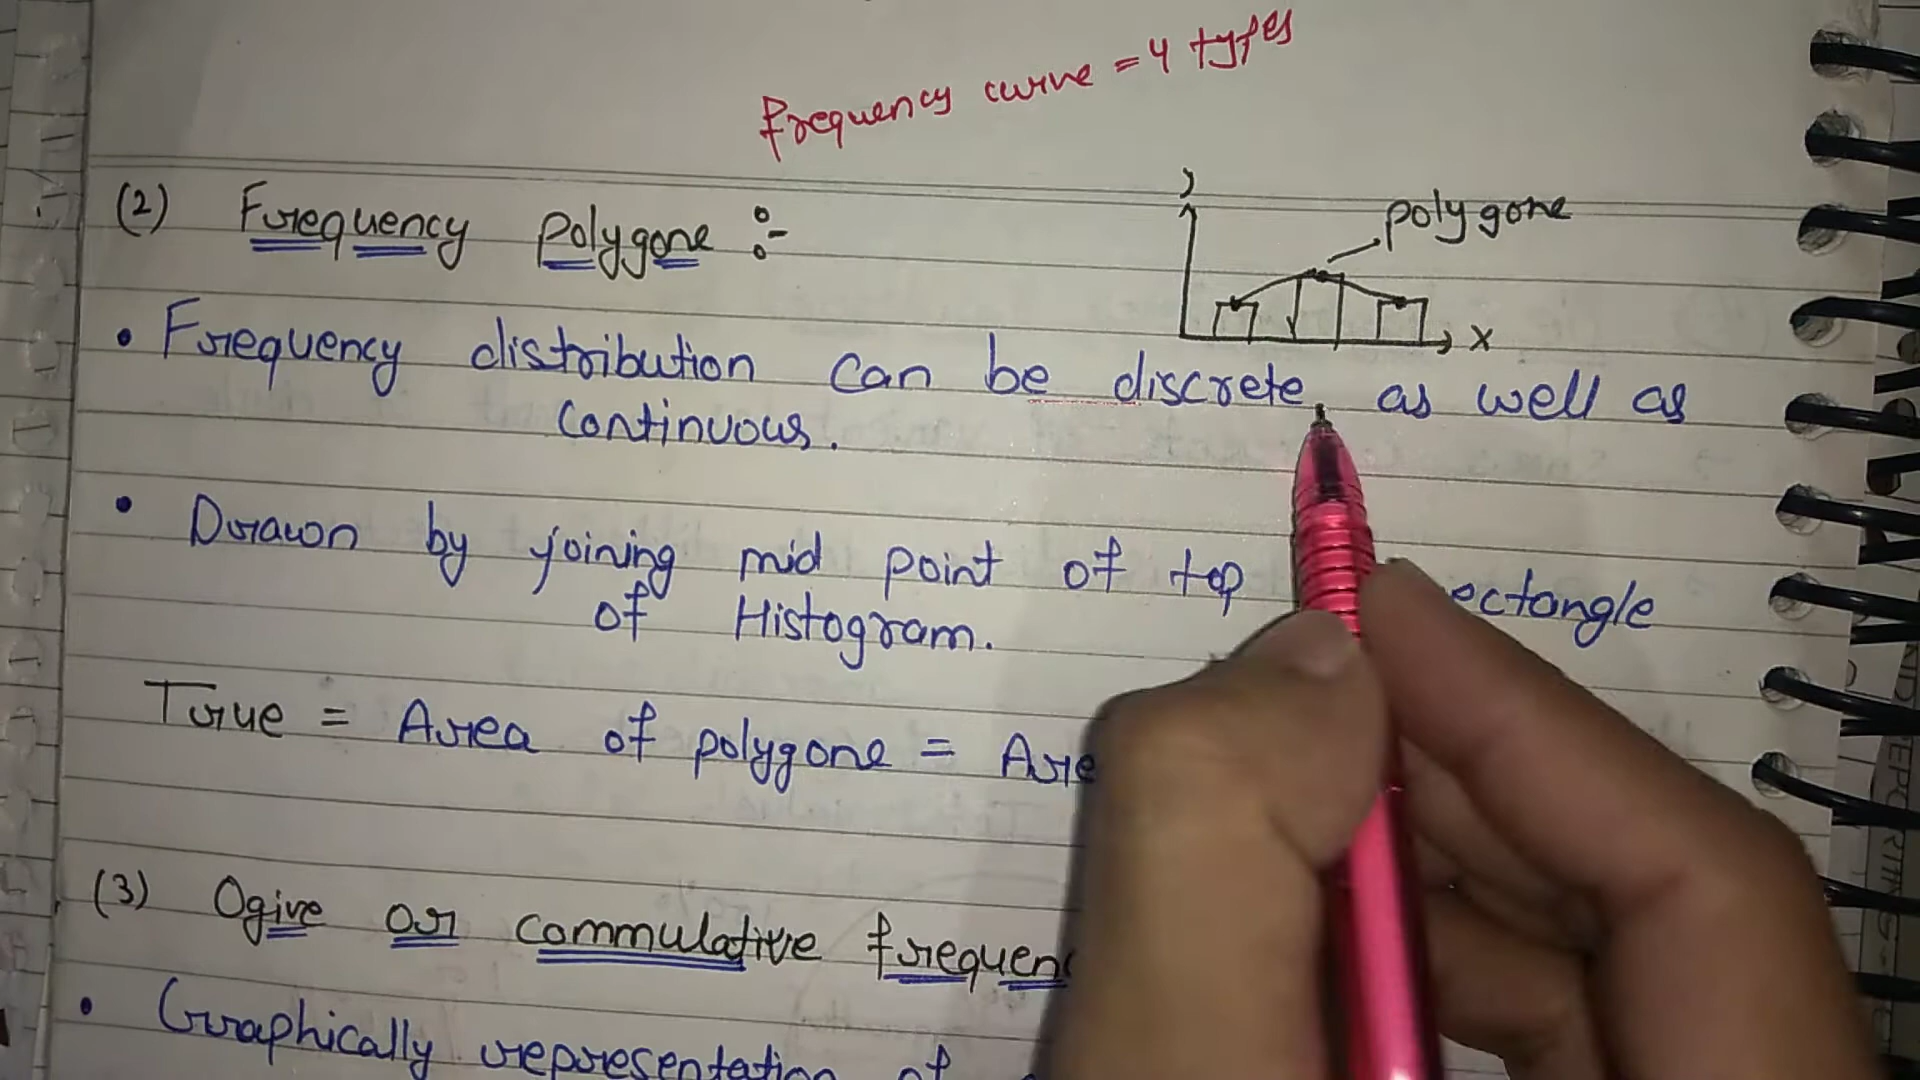 frequency curve = 4 types
(2) Frequency polygone :-
polygone
x
• Frequency distribution can be discrete as well as
continuous.
• Drawn by joining mid point of top ectangle
of Histogram.
True = Area of polygone = Are
(3) Ogive or commulative frequenc
• Graphically representation of